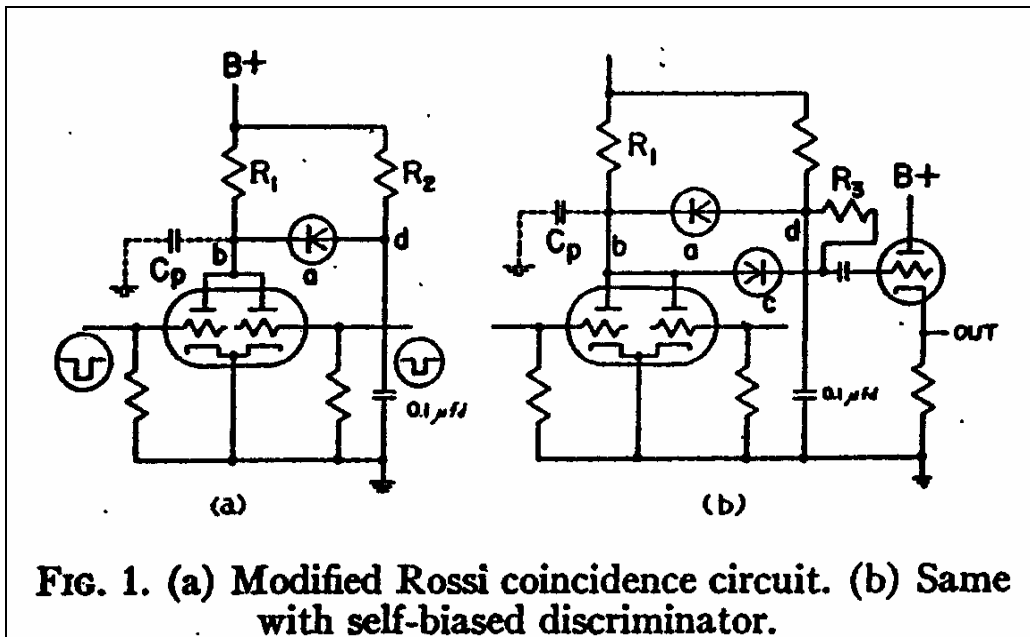 B+
R1
R2
Cp
b
a
d
0.1 μfd
(a)
R1
R3
B+
Cp
b
a
d
c
OUT
0.1 μfd
(b)
FIG. 1. (a) Modified Rossi coincidence circuit. (b) Same
with self-biased discriminator.